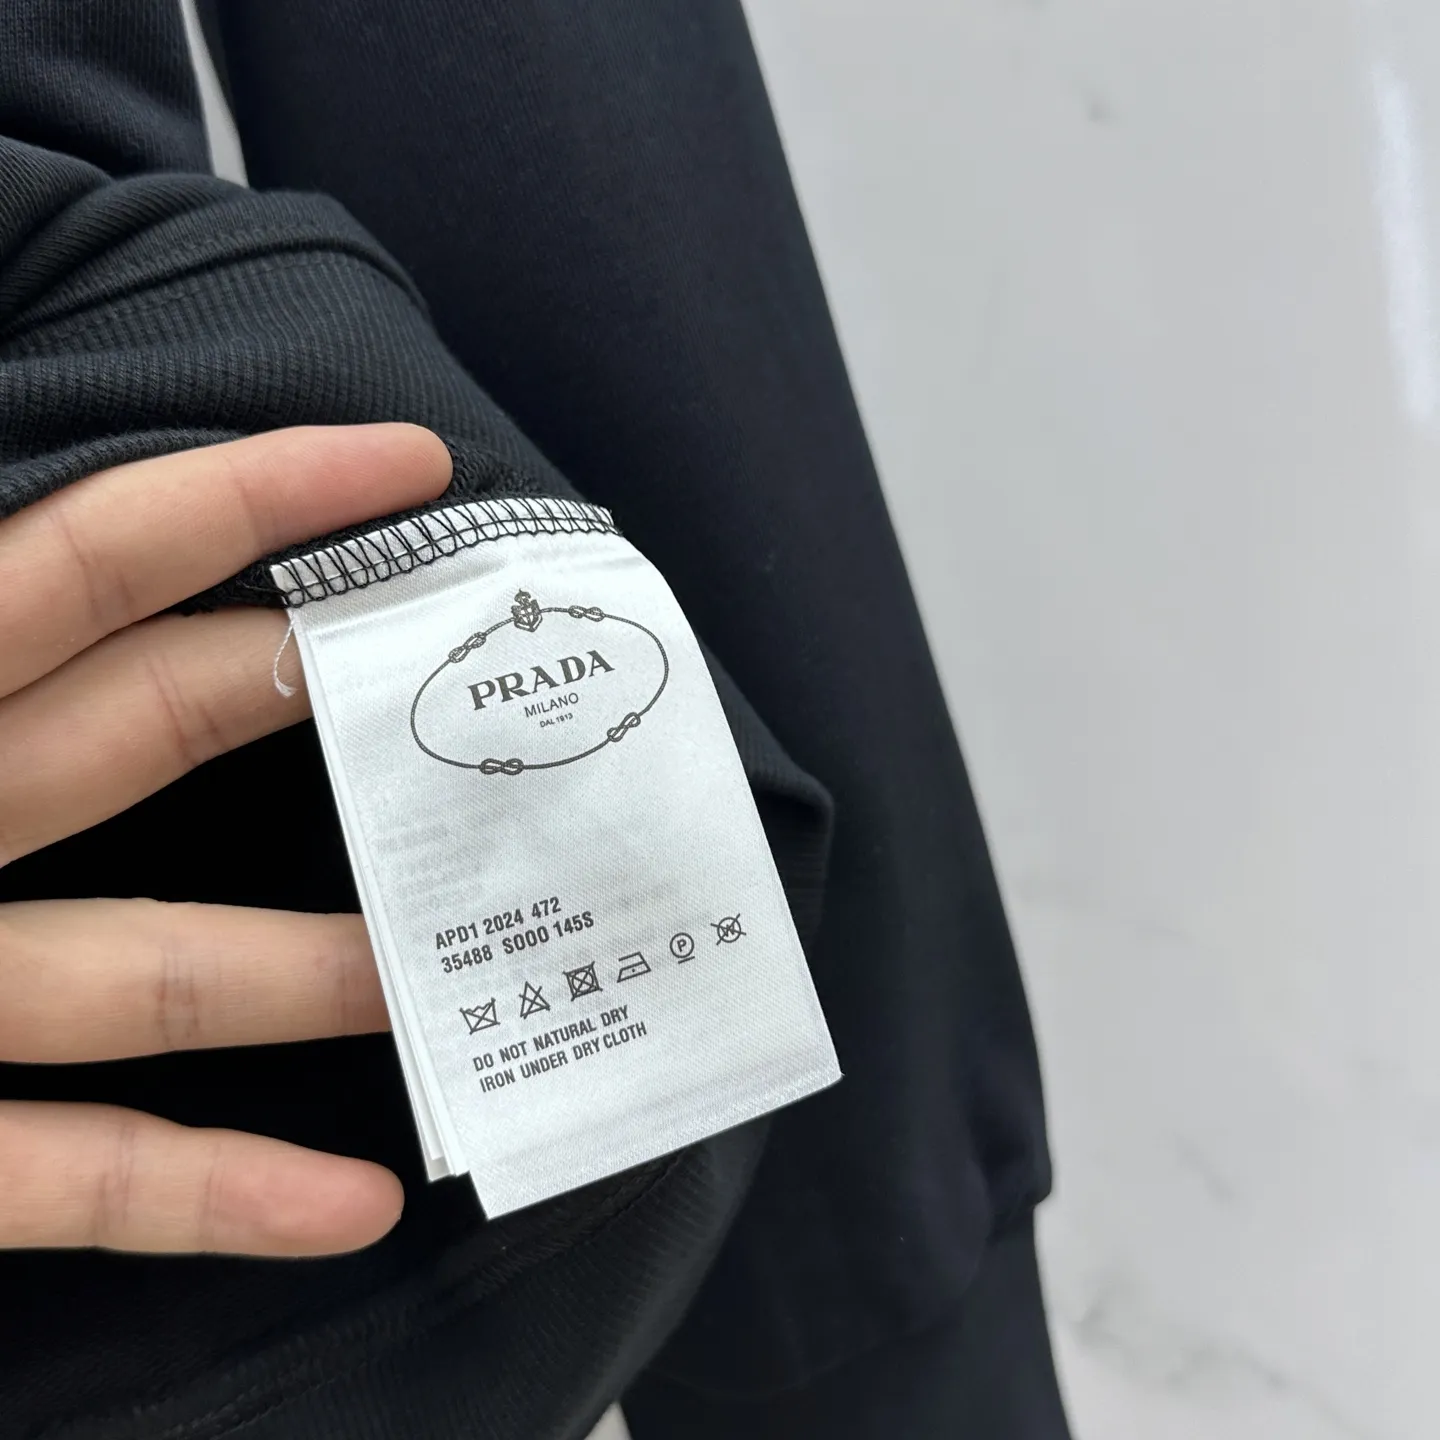 PRADA
MILANO
DAL 1913
APD1 2024 472
35488 S000 145S
P
W
DO NOT NATURAL DRY
IRON UNDER DRY CLOTH